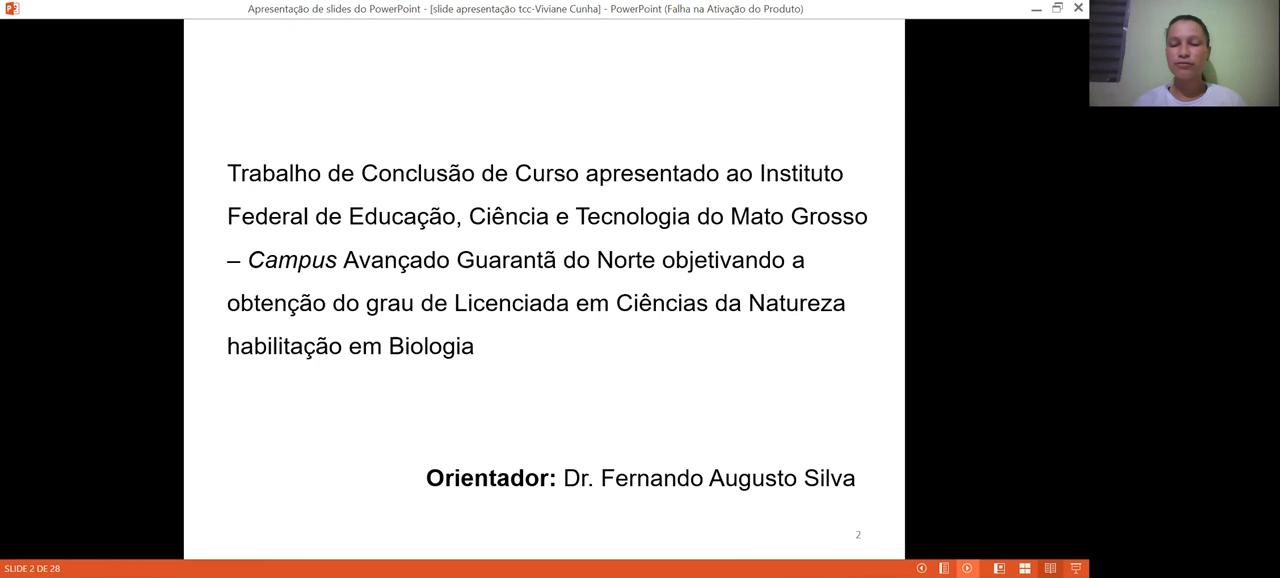 Apresentação de slides do PowerPoint - [slide apresentação tcc-Viviane Cunha] - PowerPoint (Falha na Ativação do Produto)
Trabalho de Conclusão de Curso apresentado ao Instituto
Federal de Educação, Ciência e Tecnologia do Mato Grosso
– Campus Avançado Guarantã do Norte objetivando a
obtenção do grau de Licenciada em Ciências da Natureza
habilitação em Biologia
Orientador: Dr. Fernando Augusto Silva
2
SLIDE 2 DE 28